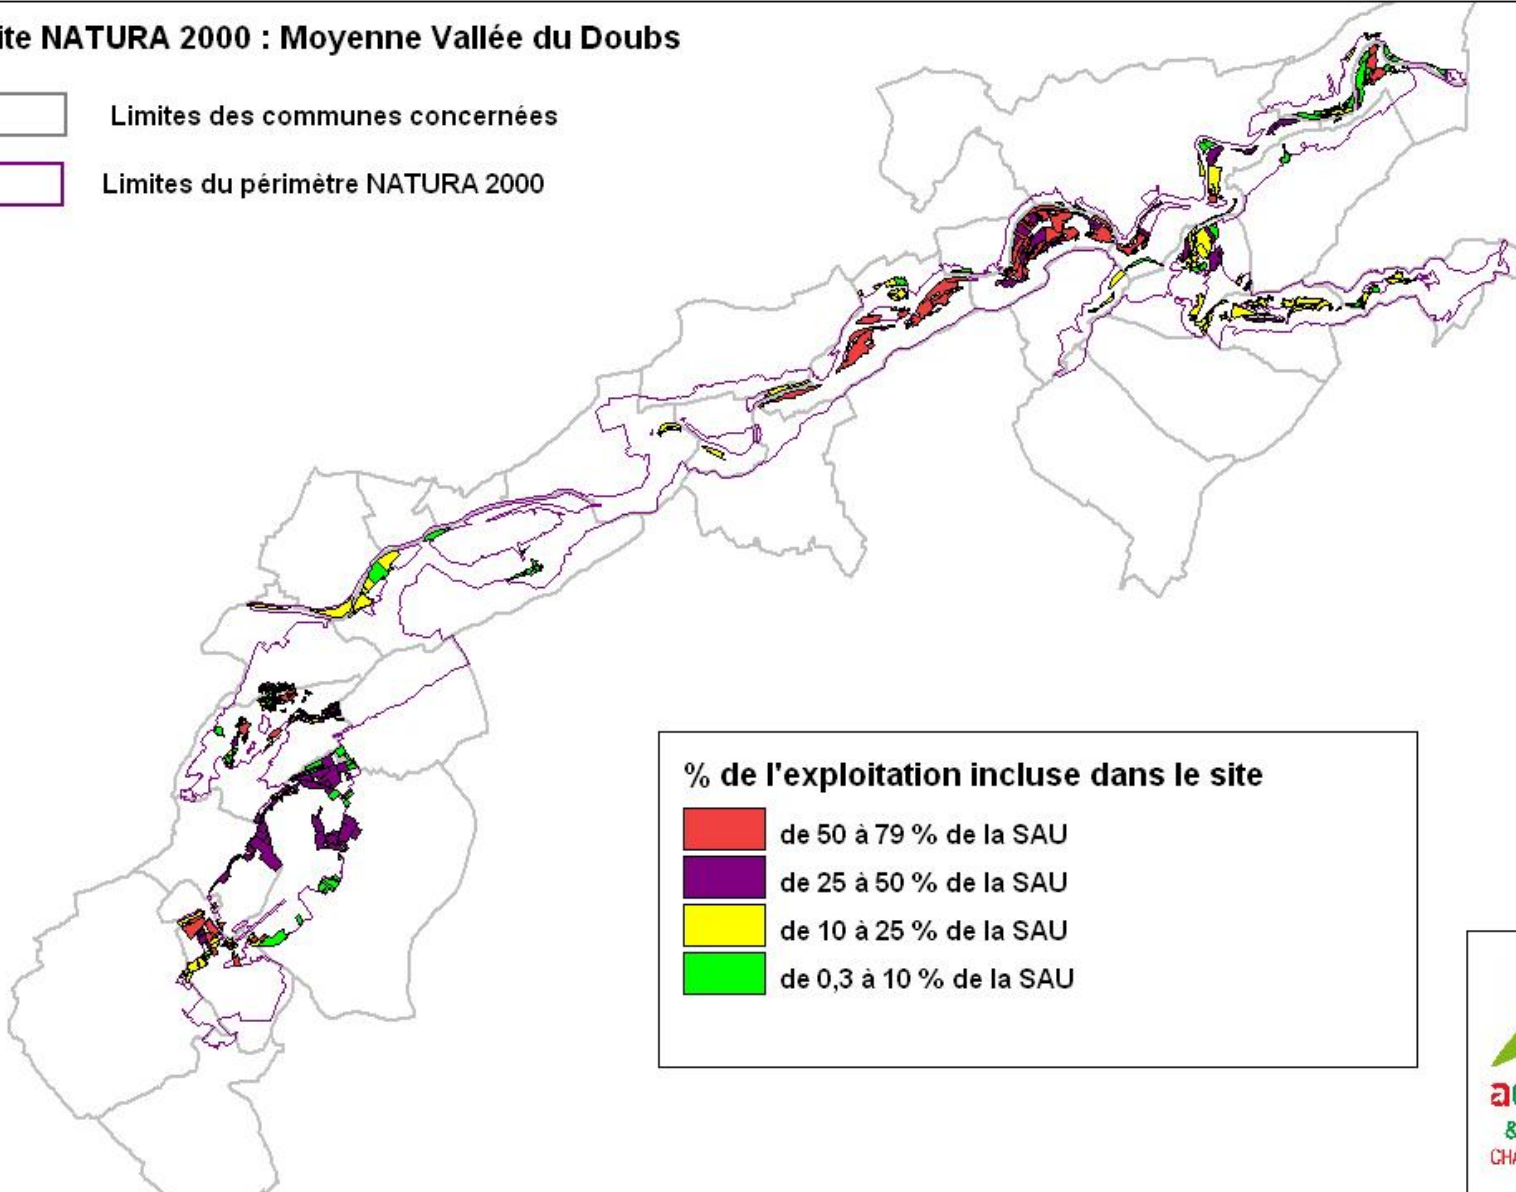 ite NATURA 2000 : Moyenne Vallée du Doubs
Limites des communes concernées
Limites du périmètre NATURA 2000
% de l'exploitation incluse dans le site
de 50 à 79 % de la SAU
de 25 à 50 % de la SAU
de 10 à 25 % de la SAU
de 0,3 à 10 % de la SAU
&